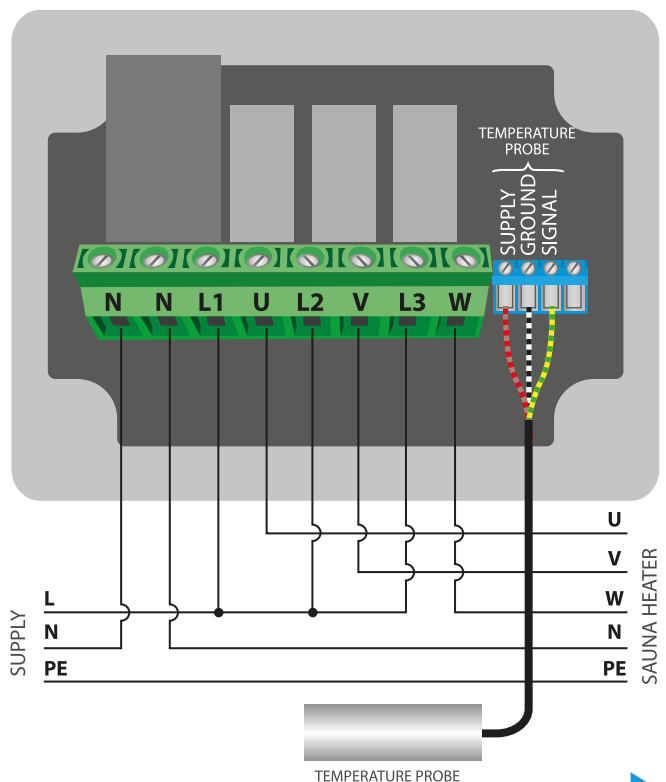 TEMPERATURE
PROBE
SUPPLY
GROUND
SIGNAL
N N L1 U L2 V L3 W
U
V
L
W
N
N
PE
PE
SUPPLY
SAUNA HEATER
TEMPERATURE PROBE